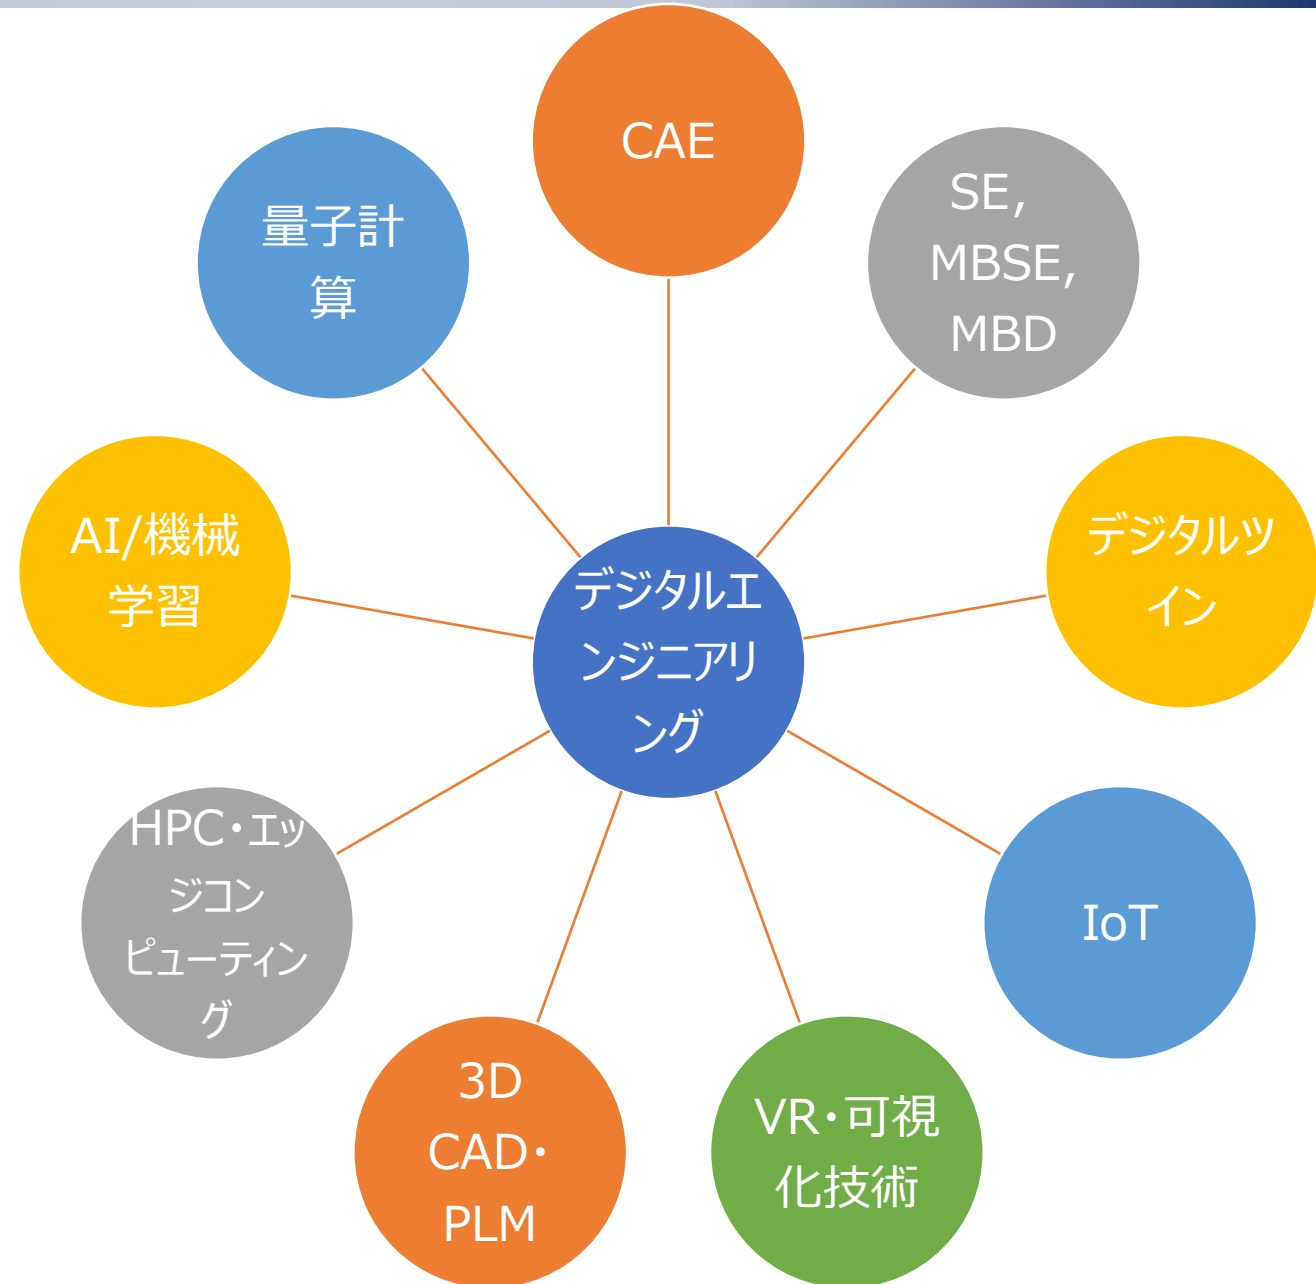 CAE
SE,
MBSE,
MBD
デジタルツ
イン
IoT
VR・可視
化技術
3D
CAD・
PLM
HPC・エッ
ジコン
ピューティン
グ
AI/機械
学習
量子計
算
デジタルエ
ンジニアリ
ング